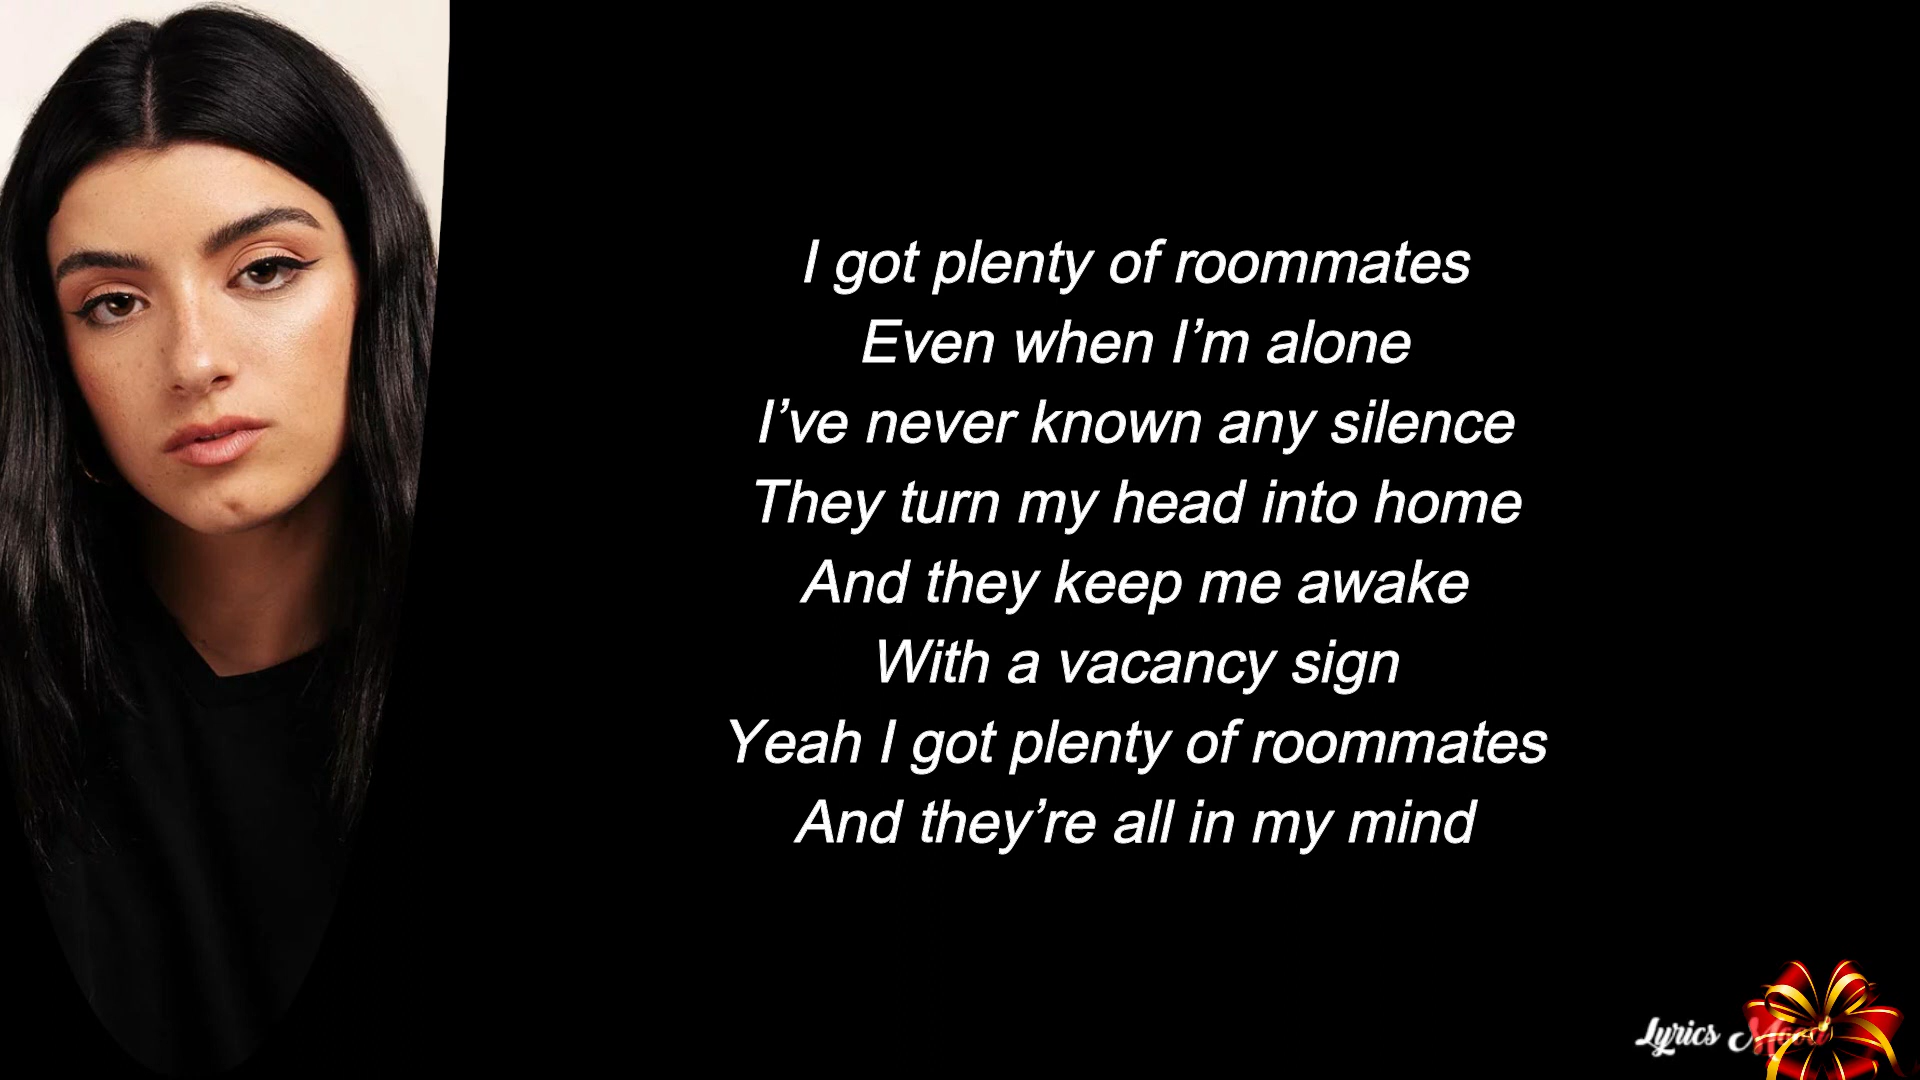 I got plenty of roommates
Even when I’m alone
I’ve never known any silence
They turn my head into home
And they keep me awake
With a vacancy sign
Yeah I got plenty of roommates
And they’re all in my mind
Lyrics Mood